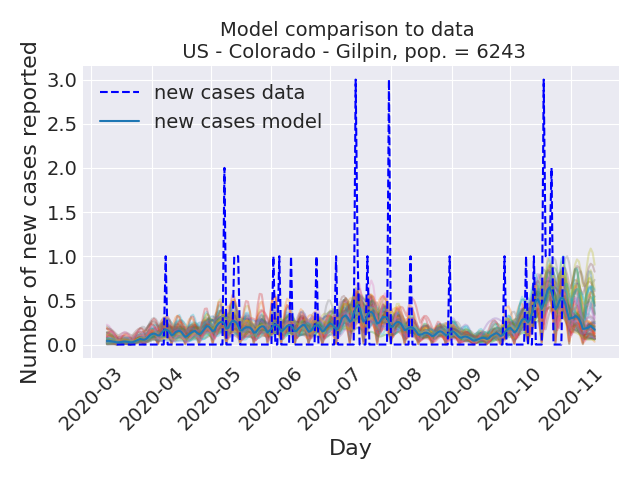 Model comparison to data
US - Colorado - Gilpin, pop. = 6243
Number of new cases reported
3.0
2.5
2.0
1.5
1.0
0.5
0.0
new cases data
new cases model
2020-03
2020-04
2020-05
2020-06
2020-07
2020-08
2020-09
2020-10
2020-11
Day